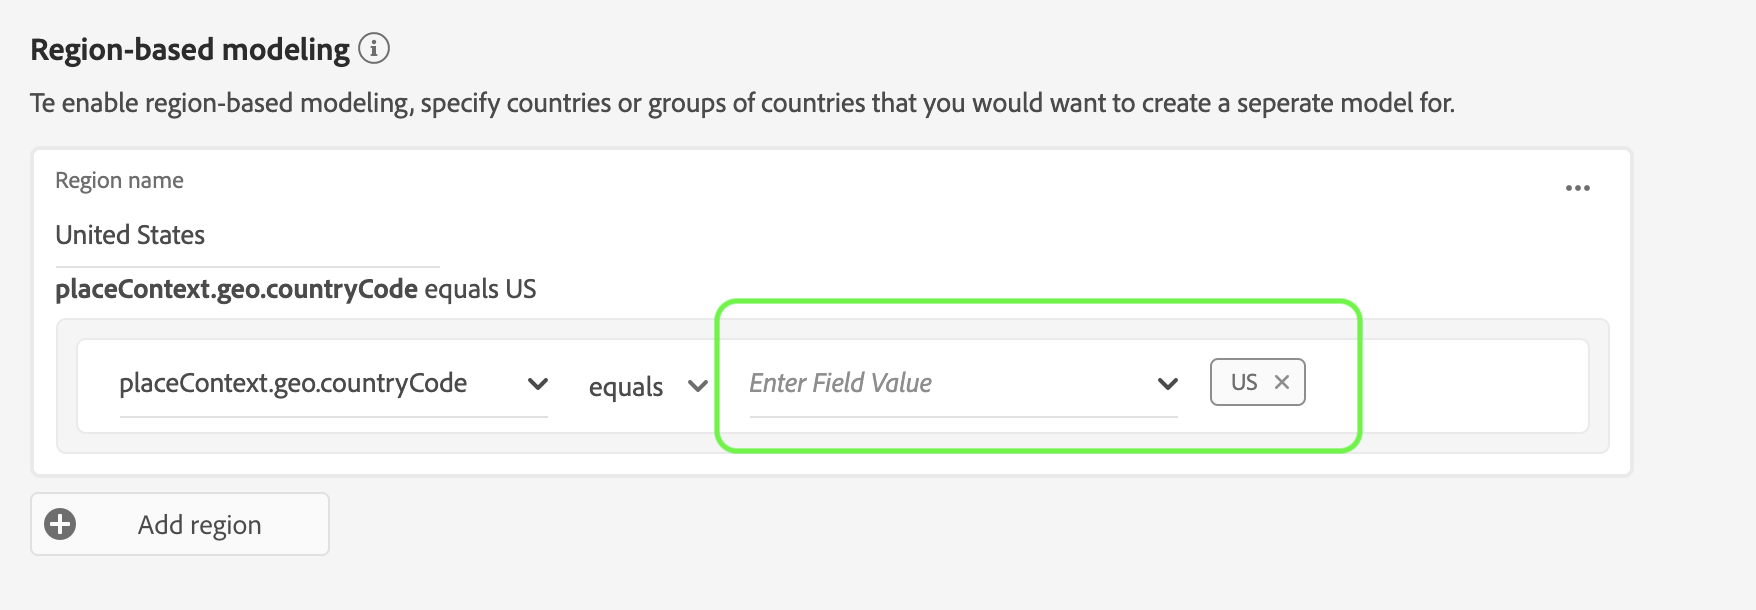 Region-based modeling
Te enable region-based modeling, specify countries or groups of countries that you would want to create a seperate model for.
Region name
United States
placeContext.geo.countryCode equals US
placeContext.geo.countryCode equals Enter Field Value US
Add region